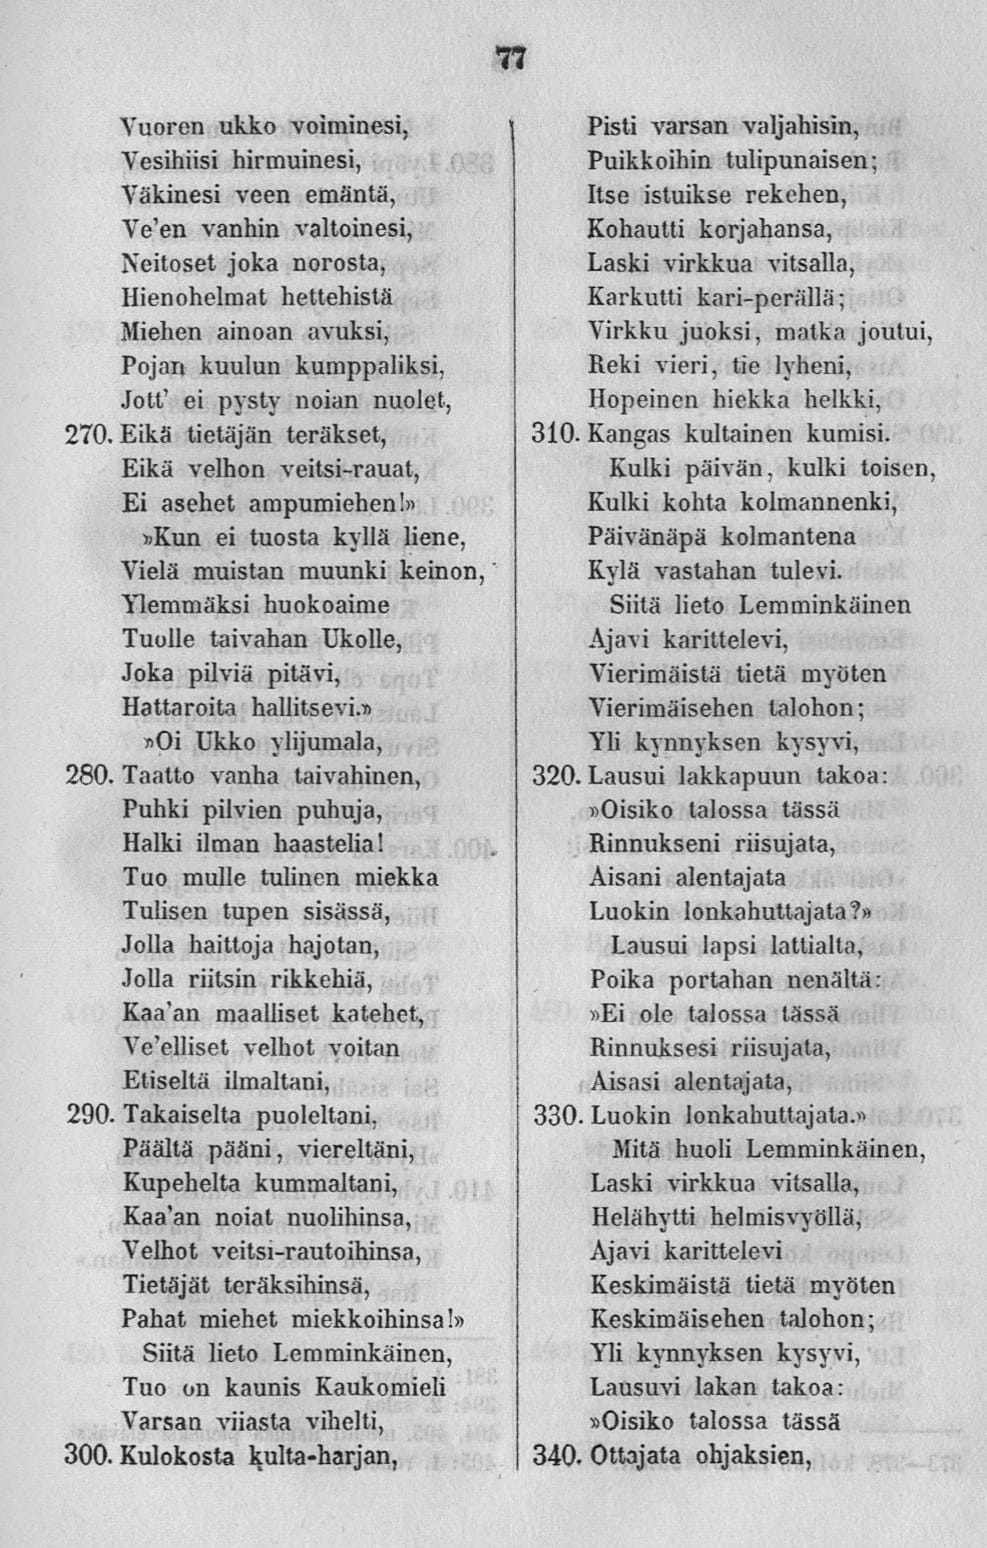 77
Vuoren ukko voiminesi,
Vesihiisi hirmuinesi,
Väkinesi veen emäntä,
Ve'en vanhin valtoinesi,
Neitoset joka norosta,
Hienohelmat hettehistä
Miehen ainoan avuksi,
Pojan kuulun kumppaliksi,
Jott' ei pysty noian nuolet,
270. Eikä tietäjän teräkset,
Eikä velhon veitsi-rauat,
Ei asehet ampumiehen!»
»Kun ei tuosta kyllä liene,
Vielä muistan muunki keinon,
Ylemmäksi huokoaime
Tuolle taivahan Ukolle,
Joka pilviä pitävi,
Hattaroita hallitsevi.»
»Oi Ukko ylijumala,
280. Taatto vanha taivahinen,
Puhki pilvien puhuja,
Halki ilman haastelia!
Tuo mulle tulinen miekka
Tulisen tupen sisässä,
Jolla haittoja hajotan,
Jolla riitsin rikkehiä,
Kaa'an maalliset katehet,
Ve'elliset velhot voitan
Etiseltä ilmaltani,
290. Takaiselta puoleltani,
Päältä pääni, viereltäni,
Kupehelta kummaltani,
Kaa'an noiat nuolihinsa,
Velhot veitsi-rautoihinsa,
Tietäjät teräksihinsä,
Pahat miehet miekkoihinsa!»
Siitä lieto Lemminkäinen,
Tuo on kaunis Kaukomieli
Varsan viiasta vihelti,
300. Kulokosta kulta-harjan,
Pisti varsan valjahisin,
Puikkoihin tulipunaisen;
Itse istuikse rekehen,
Kohautti korjahansa,
Laski virkkua vitsalla,
Karkutti kari-perällä;
Virkku juoksi, matka joutui,
Reki vieri, tie lyheni,
Hopeinen hiekka helkki,
310. Kangas kultainen kumisi.
Kulki päivän, kulki toisen,
Kulki kohta kolmannenki,
Päivänäpä kolmantena
Kylä vastahan tulevi.
Siitä lieto Lemminkäinen
Ajavi karittelevi,
Vierimäistä tietä myöten
Vierimäisehen talohon;
Yli kynnyksen kysyvi,
320. Lausui lakkapuun takoa:
»Oisiko talossa tässä
Rinnukseni riisujata,
Aisani alentajata
Luokin lonkahuttajata?»
Lausui lapsi lattialta,
Poika portahan nenältä:
»Ei ole talossa tässä
Rinnuksesi riisujata,
Aisasi alentajata,
330. Luokin lonkahuttajata.»
Mitä huoli Lemminkäinen,
Laski virkkua vitsalla,
Helähytti helmisvyöllä,
Ajavi karittelevi
Keskimäistä tietä myöten
Keskimäisehen talohon;
Yli kynnyksen kysyvi,
Lausuvi lakan takoa:
»Oisiko talossa tässä
340. Ottajata ohjaksien,